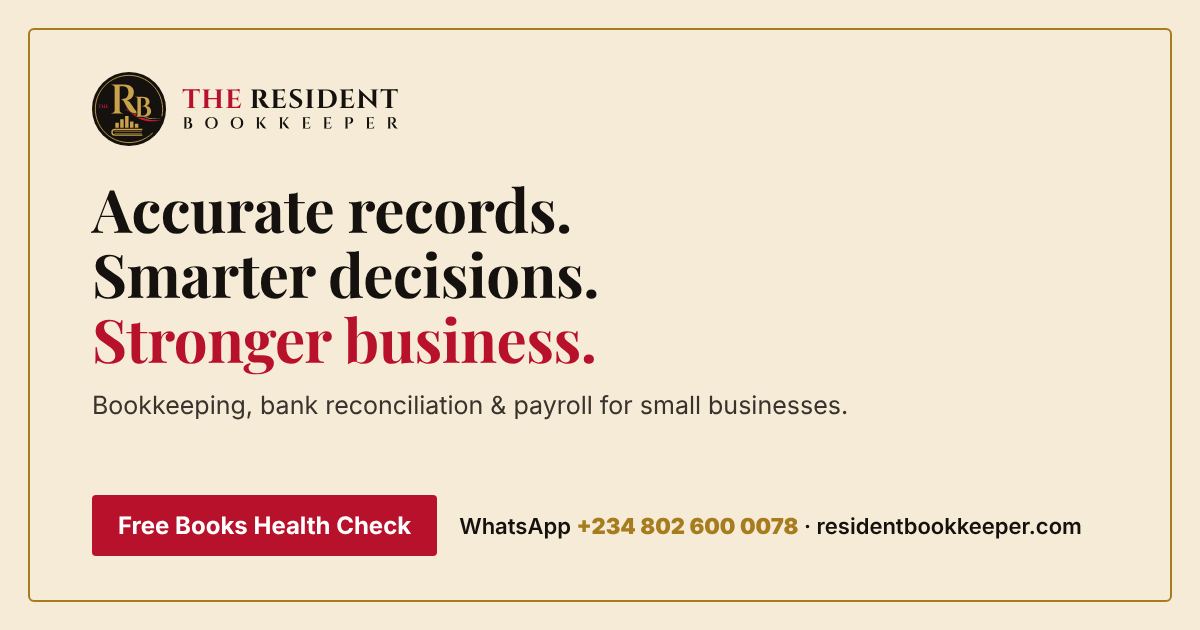 THE RB
THE RESIDENT
BOOKKEEPER
Accurate records.
Smarter decisions.
Stronger business.
Bookkeeping, bank reconciliation & payroll for small businesses.
Free Books Health Check
WhatsApp +234 802 600 0078 · residentbookkeeper.com